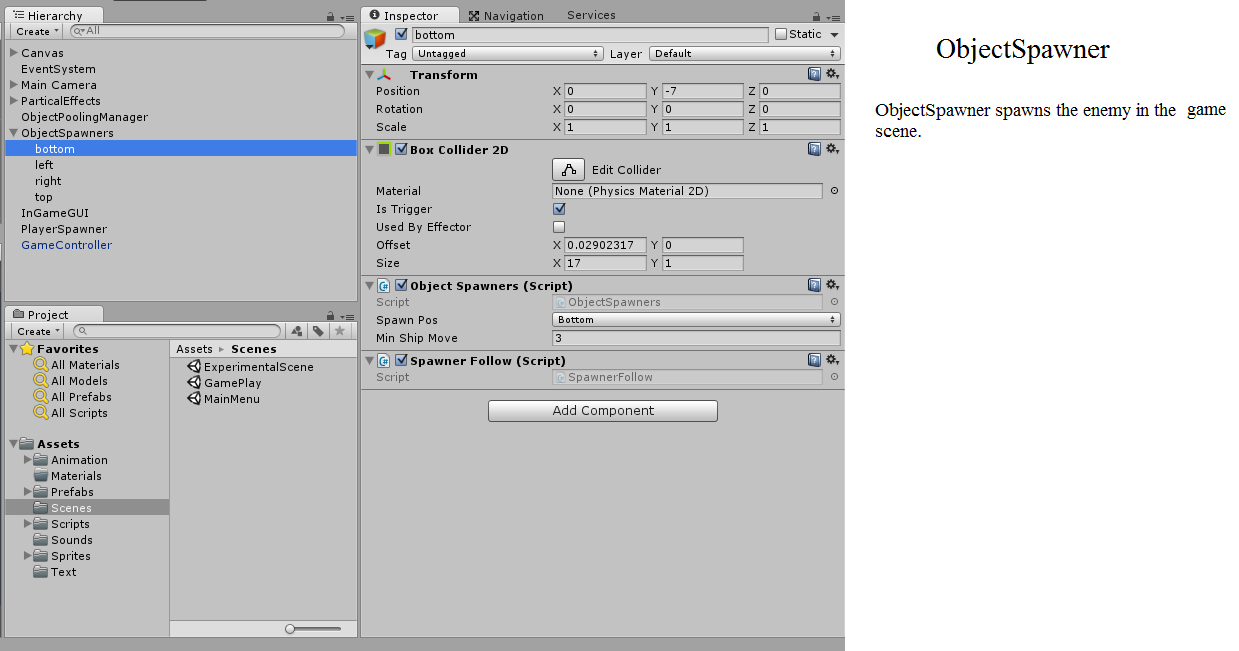 Hierarchy
Create All
Canvas
EventSystem
Main Camera
ParticalEffects
ObjectPoolingManager
ObjectSpawners
bottom
left
right
top
InGameGUI
PlayerSpawner
GameController
Project
Create
Favorites
All Materials
All Models
All Prefabs
All Scripts
Assets
Animation
Materials
Prefabs
Scenes
Scripts
Sounds
Sprites
Text
Assets Scenes
ExperimentalScene
GamePlay
MainMenu
Inspector Navigation Services
bottom Static
Tag Untagged Layer Default
Transform
Position X 0 Y -7 Z 0
Rotation X 0 Y 0 Z 0
Scale X 1 Y 1 Z 1
Box Collider 2D
Edit Collider
Material None (Physics Material 2D)
Is Trigger
Used By Effector
Offset X 0.02902317 Y 0
Size X 17 Y 1
Object Spawners (Script)
Script ObjectSpawners
Spawn Pos Bottom
Min Ship Move 3
Spawner Follow (Script)
Script SpawnerFollow
Add Component
ObjectSpawner
ObjectSpawner spawns the enemy in the game
scene.